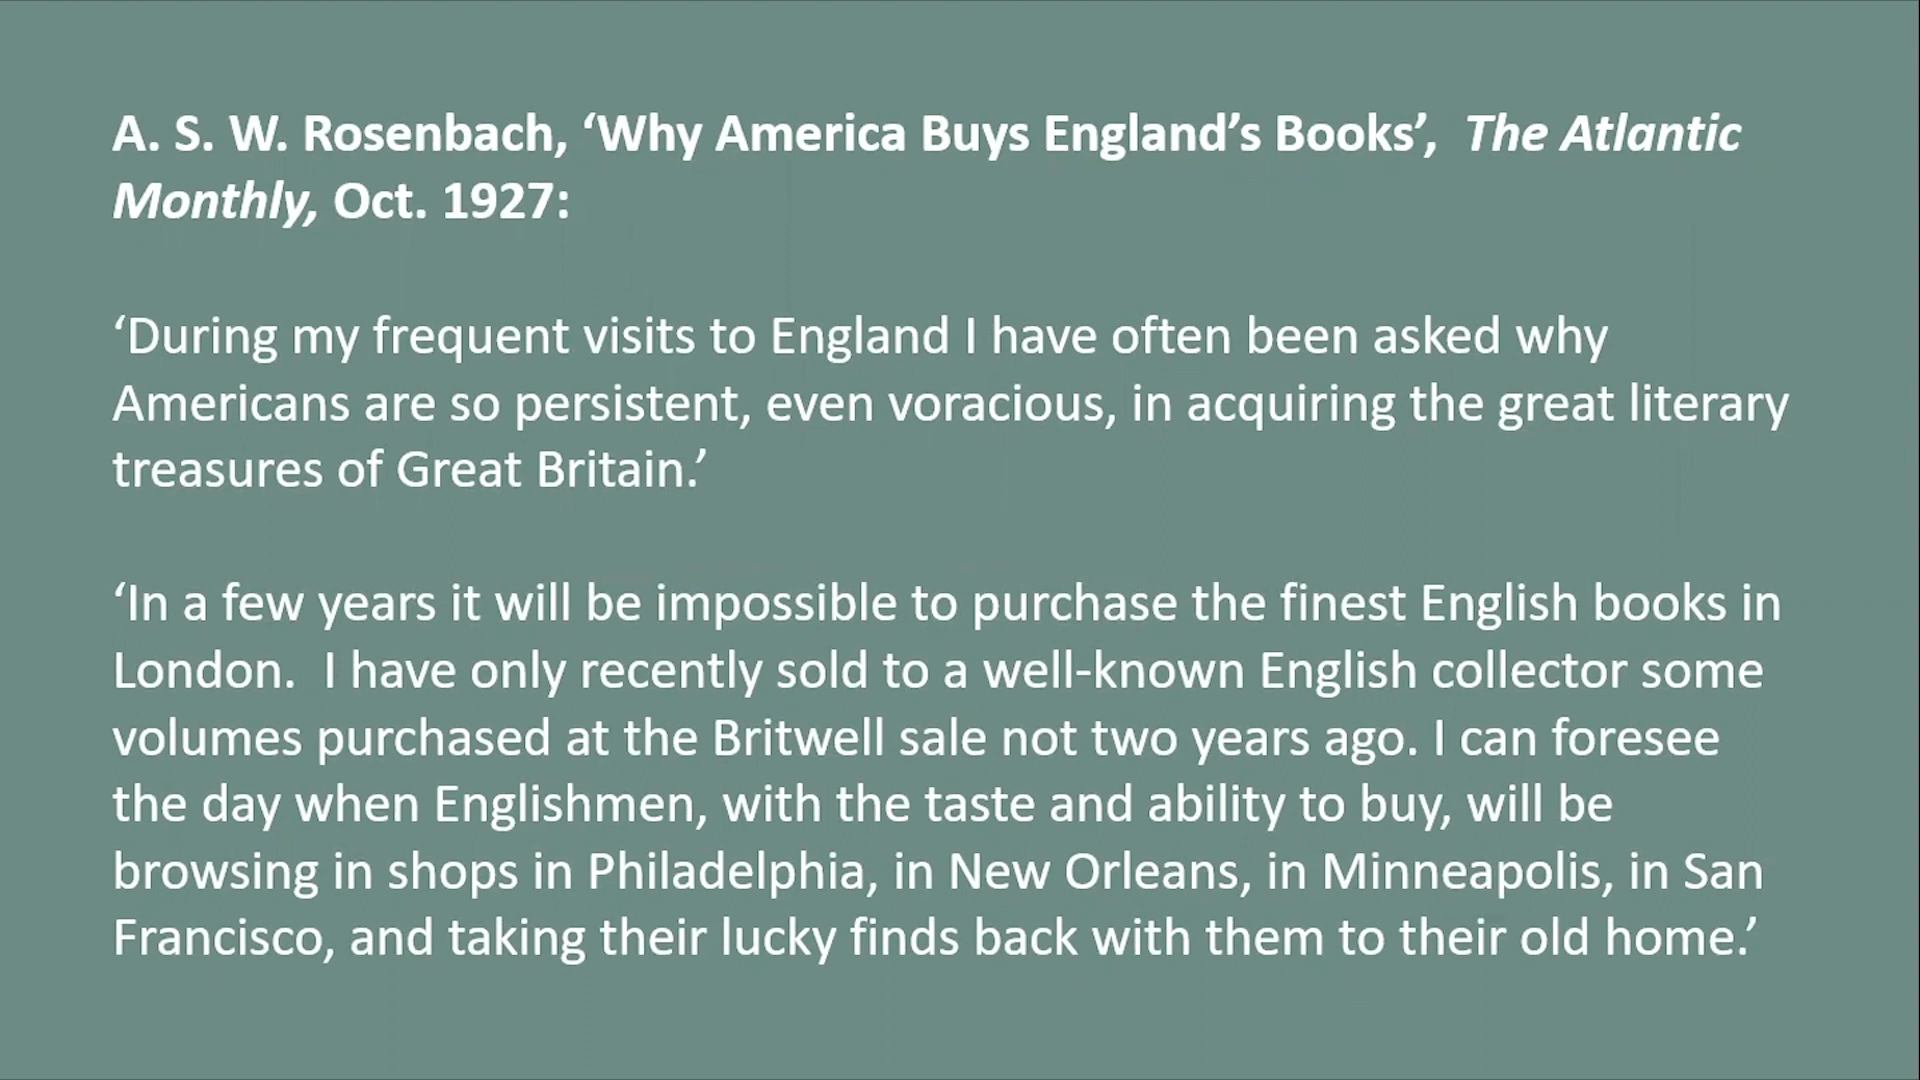 A. S. W. Rosenbach, ‘Why America Buys England’s Books’,  The Atlantic
Monthly, Oct. 1927:
‘During my frequent visits to England I have often been asked why
Americans are so persistent, even voracious, in acquiring the great literary
treasures of Great Britain.’
‘In a few years it will be impossible to purchase the finest English books in
London.  I have only recently sold to a well-known English collector some
volumes purchased at the Britwell sale not two years ago. I can foresee
the day when Englishmen, with the taste and ability to buy, will be
browsing in shops in Philadelphia, in New Orleans, in Minneapolis, in San
Francisco, and taking their lucky finds back with them to their old home.’